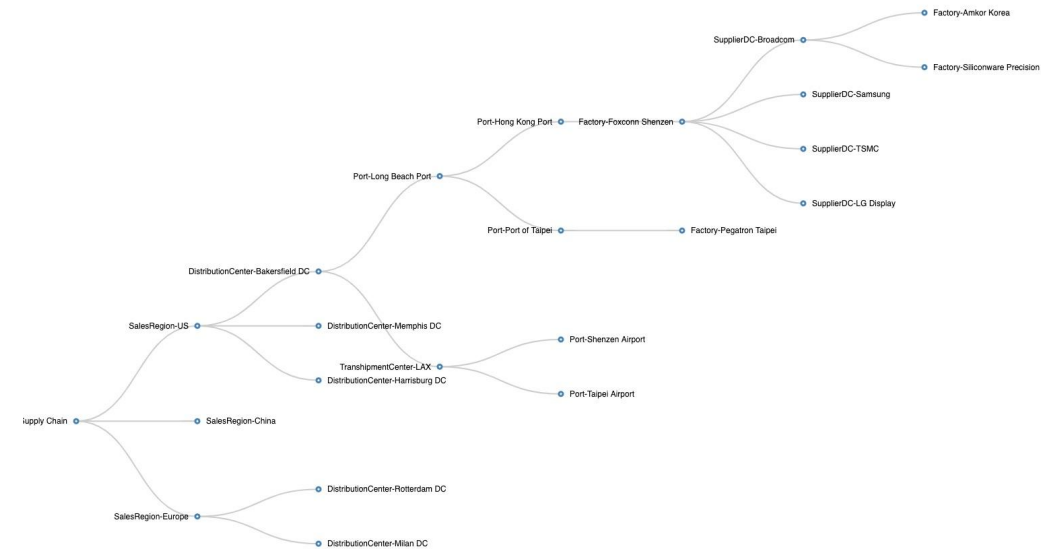 Factory-Amkor Korea
SupplierDC-Broadcom
Factory-Siliconware Precision
SupplierDC-Samsung
Port-Hong Kong Port
Factory-Foxconn Shenzen
SupplierDC-TSMC
Port-Long Beach Port
SupplierDC-LG Display
Port-Port of Taipei
Factory-Pegatron Taipei
DistributionCenter-Bakersfield DC
SalesRegion-US
DistributionCenter-Memphis DC
Port-Shenzen Airport
TranshipmentCenter-LAX
DistributionCenter-Harrisburg DC
Port-Taipei Airport
upply Chain
SalesRegion-China
DistributionCenter-Rotterdam DC
SalesRegion-Europe
DistributionCenter-Milan DC